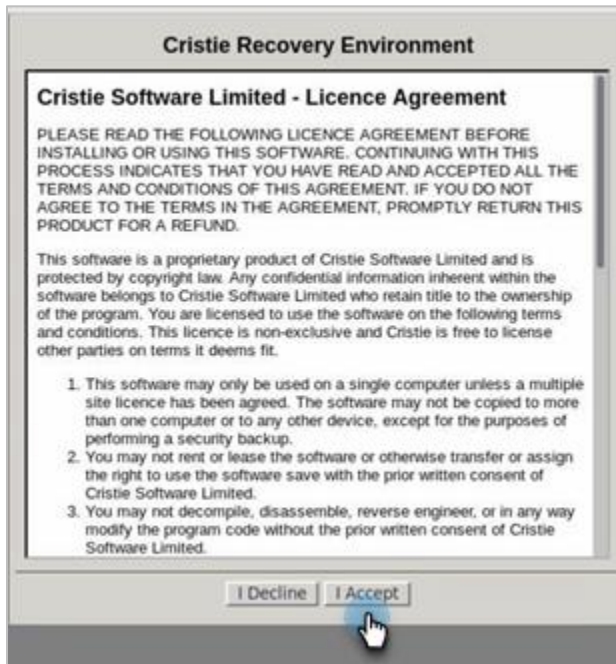 Cristie Recovery Environment
Cristie Software Limited - Licence Agreement
PLEASE READ THE FOLLOWING LICENCE AGREEMENT BEFORE
INSTALLING OR USING THIS SOFTWARE. CONTINUING WITH THIS
PROCESS INDICATES THAT YOU HAVE READ AND ACCEPTED ALL THE
TERMS AND CONDITIONS OF THIS AGREEMENT. IF YOU DO NOT
AGREE TO THE TERMS IN THE AGREEMENT, PROMPTLY RETURN THIS
PRODUCT FOR A REFUND.
This software is a proprietary product of Cristie Software Limited and is
protected by copyright law. Any confidential information inherent within the
software belongs to Cristie Software Limited who retain title to the ownership
of the program. You are licensed to use the software on the following terms
and conditions. This licence is non-exclusive and Cristie is free to license
other parties on terms it deems fit.
1. This software may only be used on a single computer unless a multiple
site licence has been agreed. The software may not be copied to more
than one computer or to any other device, except for the purposes of
performing a security backup.
2. You may not rent or lease the software or otherwise transfer or assign
the right to use the software save with the prior written consent of
Cristie Software Limited.
3. You may not decompile, disassemble, reverse engineer, or in any way
modify the program code without the prior written consent of Cristie
Software Limited.
I Decline I Accept